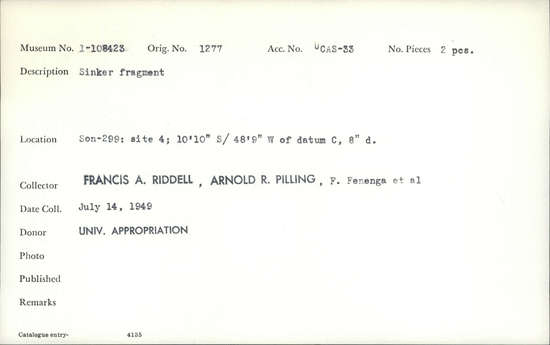 Museum No. 1-108423 Orig. No. 1277 Acc. No. UCAS-33 No. Pieces 2 pcs.
Description Sinker fragment
Location Son-299: site 4; 10'10" S/ 48'9" W of datum C, 8" d.
Collector FRANCIS A. RIDDELL , ARNOLD R. PILLING , F. Fenenga et al
Date Coll. July 14, 1949
Donor UNIV. APPROPRIATION
Photo
Published
Remarks
Catalogue entry- 4135